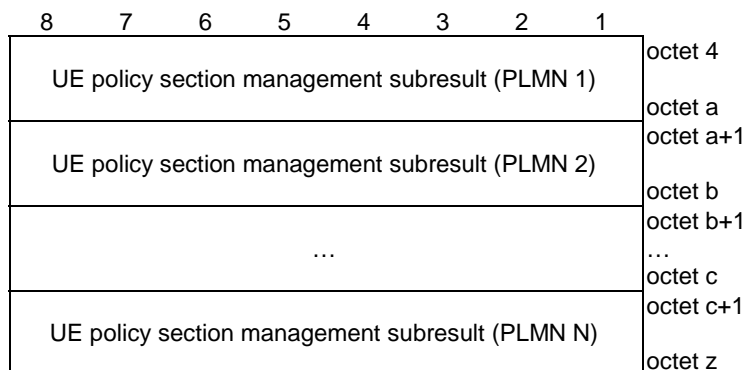 8 7 6 5 4 3 2 1
octet 4
UE policy section management subresult (PLMN 1)
octet a
octet a+1
UE policy section management subresult (PLMN 2)
octet b
octet b+1
… …
octet c
octet c+1
UE policy section management subresult (PLMN N)
octet z